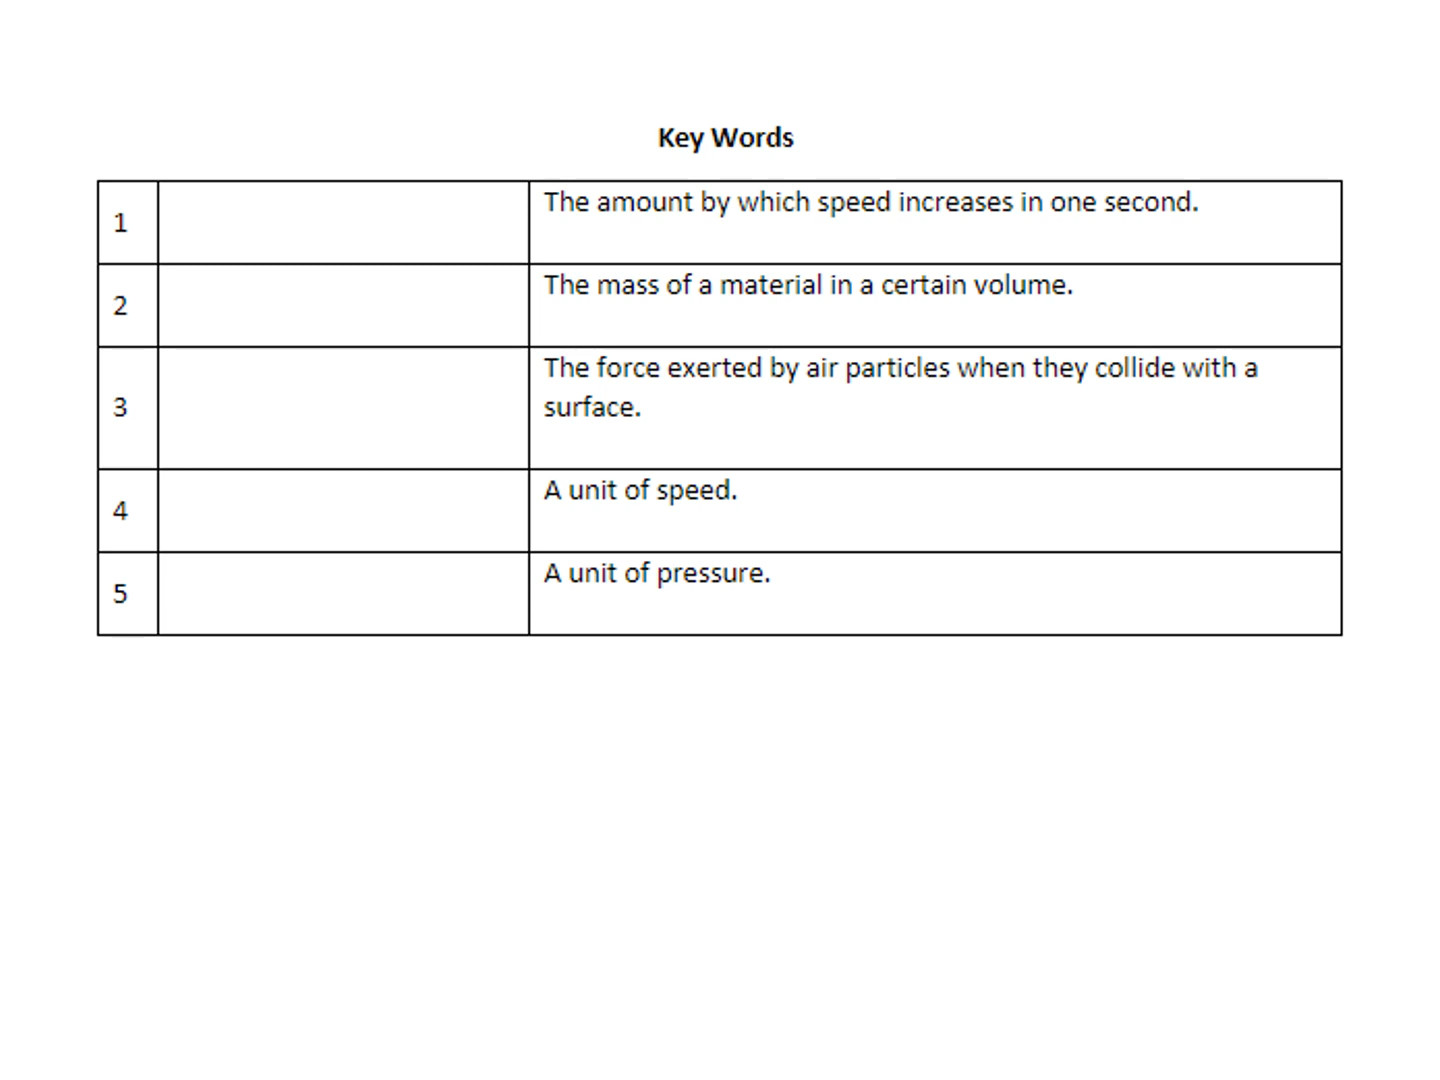 Key Words
1
The amount by which speed increases in one second.
2
The mass of a material in a certain volume.
3
The force exerted by air particles when they collide with a
surface.
4
A unit of speed.
5
A unit of pressure.